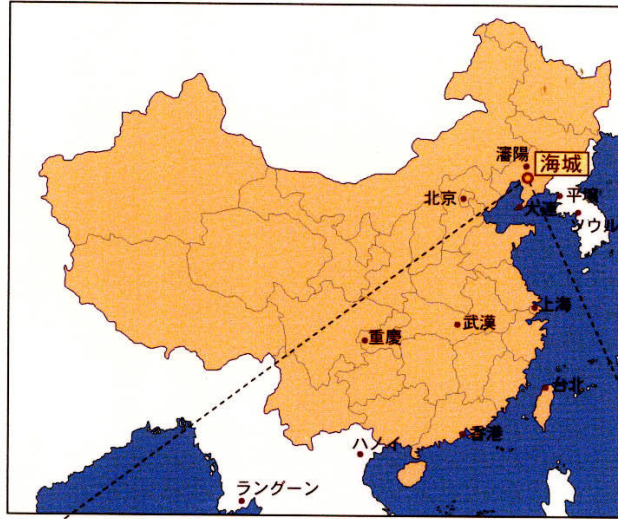 瀋陽
海城
北京
大連
平壌
ソウル
上海
武漢
重慶
台北
香港
ハノイ
ラングーン